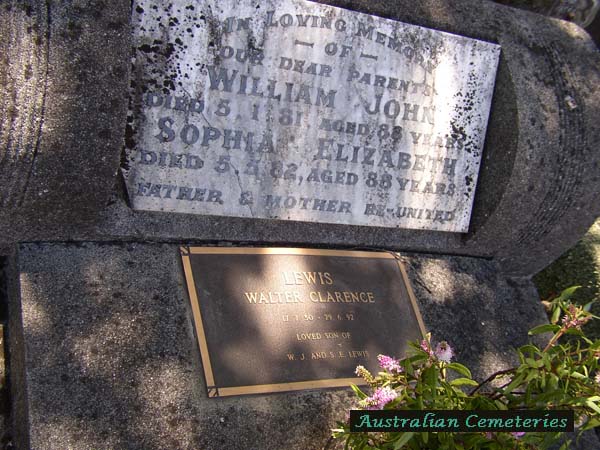 IN LOVING MEMORY
— OF —
OUR DEAR PARENTS
WILLIAM JOHN
DIED 5.1.81, AGED 88 YEARS
SOPHIA ELIZABETH
DIED 5.5.82, AGED 88 YEARS
FATHER & MOTHER RE-UNITED
LEWIS
WALTER CLARENCE
LOVED SON OF
W. J. AND S. E. LEWIS
Australian Cemeteries